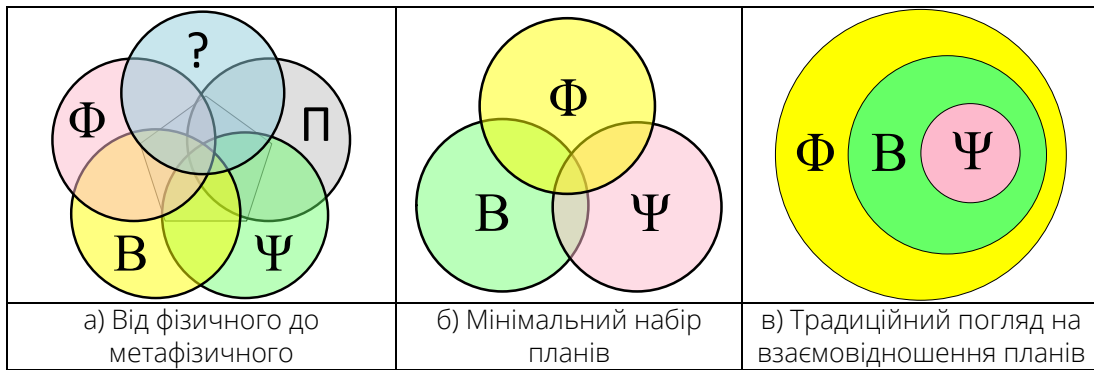 ?
Φ
П
В
Ψ
Φ
В
Ψ
Φ
В
Ψ
а) Від фізичного до
метафізичного
б) Мінімальний набір
планів
в) Традиційний погляд на
взаємовідношення планів